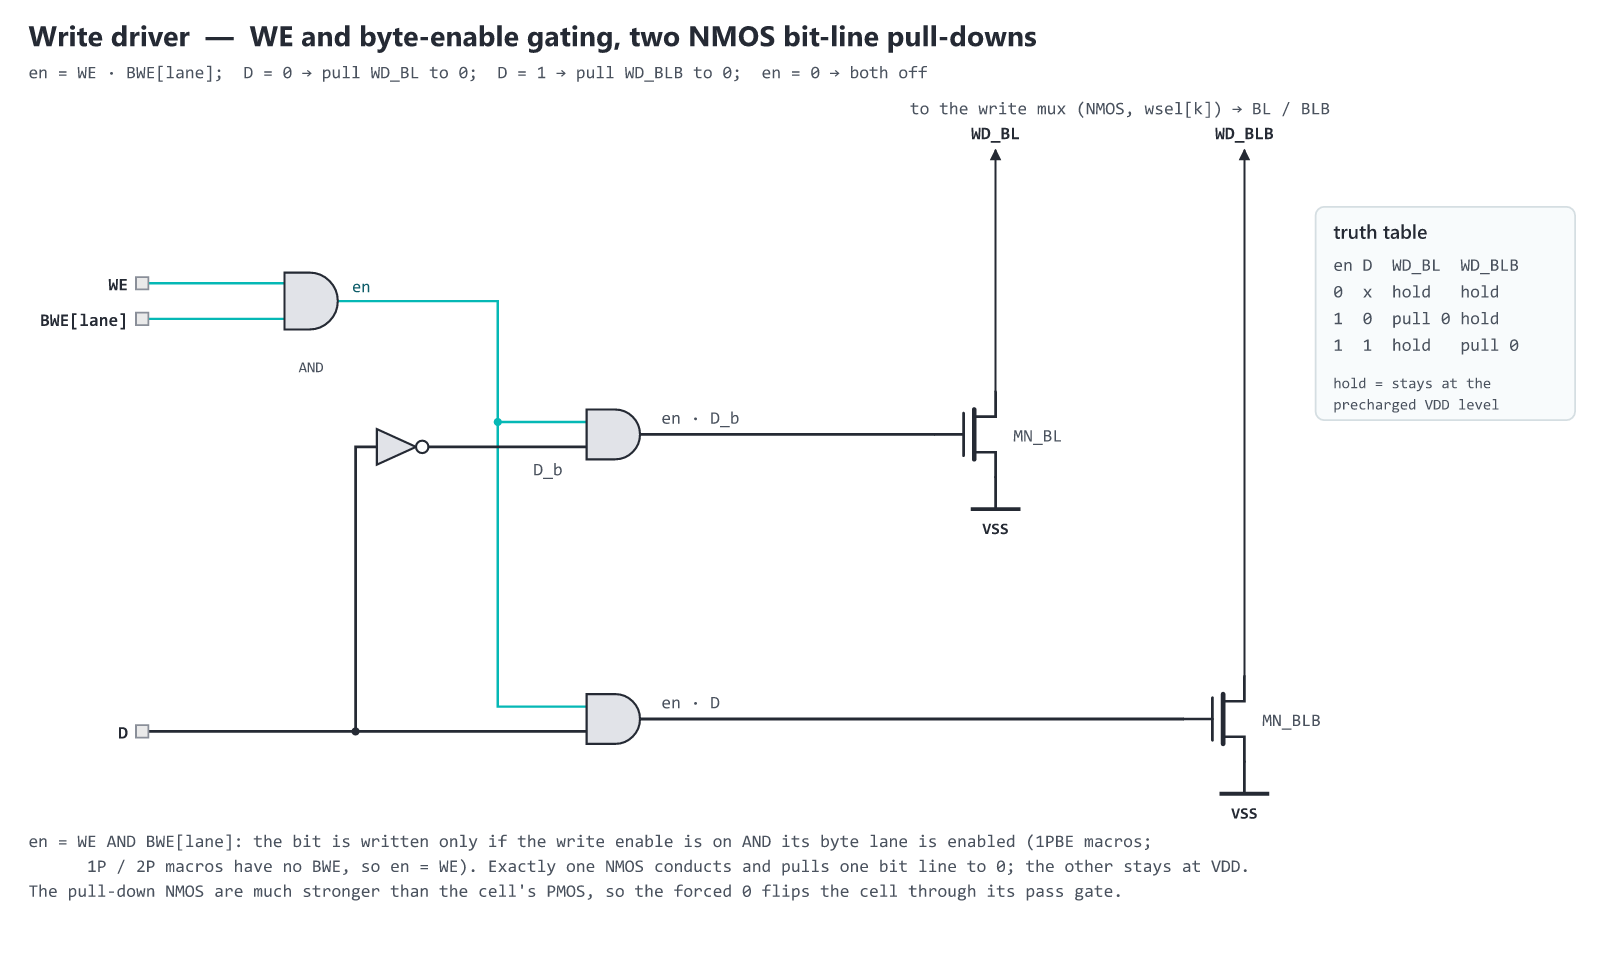 Write driver — WE and byte-enable gating, two NMOS bit-line pull-downs
en = WE · BWE[lane];  D = 0 → pull WD_BL to 0;  D = 1 → pull WD_BLB to 0;  en = 0 → both off
to the write mux (NMOS, wsel[k]) → BL / BLB
WD_BL
WD_BLB
truth table
en D  WD_BL  WD_BLB
0  x  hold   hold
1  0  pull 0 hold
1  1  hold   pull 0
hold = stays at the
precharged VDD level
WE
en
BWE[lane]
AND
en · D_b
MN_BL
D_b
VSS
en · D
MN_BLB
D
VSS
en = WE AND BWE[lane]: the bit is written only if the write enable is on AND its byte lane is enabled (1PBE macros;
1P / 2P macros have no BWE, so en = WE). Exactly one NMOS conducts and pulls one bit line to 0; the other stays at VDD.
The pull-down NMOS are much stronger than the cell's PMOS, so the forced 0 flips the cell through its pass gate.